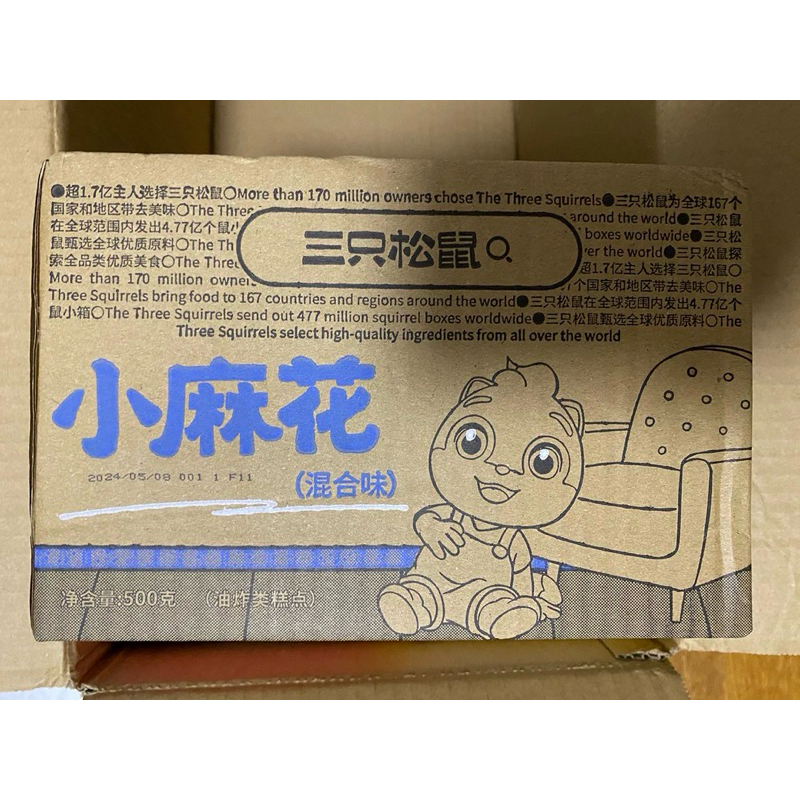 ●超1.7亿主人选择三只松鼠○More than 170 million owners chose The Three Squirrels●三只松鼠为全球167个
国家和地区带去美味○The Three around the world●三只松鼠
在全球范围内发出4.77亿个鼠小 boxes worldwide●三只松
鼠甄选全球优质原料○The Th ver the world●三只松鼠探
索全品类优质美食○The Three 超1.7亿主人选择三只松鼠○
三只松鼠
More than 170 million owners 个国家和地区带去美味○The
Three Squirrels bring food to 167 countries and regions around the world●三只松鼠在全球范围内发出4.77亿个
鼠小箱○The Three Squirrels send out 477 million squirrel boxes worldwide●三只松鼠甄选全球优质原料○The
Three Squirrels select high-quality ingredients from all over the world
小麻花
2024/05/08 001 1 F11
(混合味)
净含量:500克 (油炸类糕点)